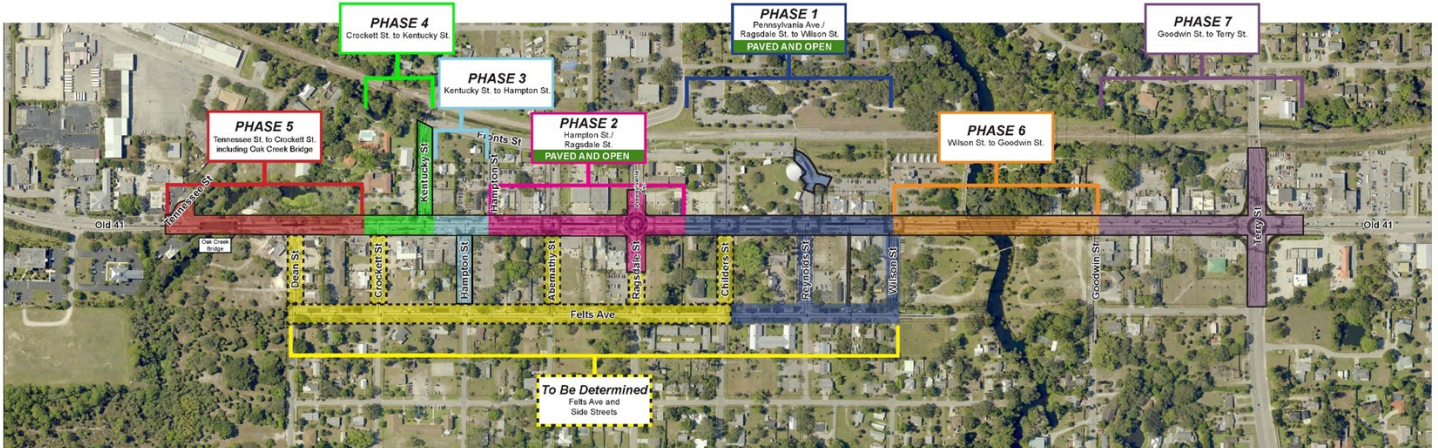 PHASE 4
Crockett St. to Kentucky St.
PHASE 1
Pennsylvania Ave./
Ragsdale St. to Wilson St.
PAVED AND OPEN
PHASE 7
Goodwin St. to Terry St.
PHASE 3
Kentucky St. to Hampton St.
PHASE 5
Tennessee St. to Crockett St.
including Oak Creek Bridge
PHASE 2
Hampton St./
Ragsdale St.
PAVED AND OPEN
PHASE 6
Wilson St. to Goodwin St.
Fronts St
Tennessee St
Kentucky St
Hampton St
Terry St
Old 41
Old 41
Oak Creek
Bridge
Dean St
Crockett St
Hampton St
Abernathy St
Ragsdale St
Childers St
Reynolds St
Wilson St
Goodwin St
Felts Ave
To Be Determined
Felts Ave and
Side Streets